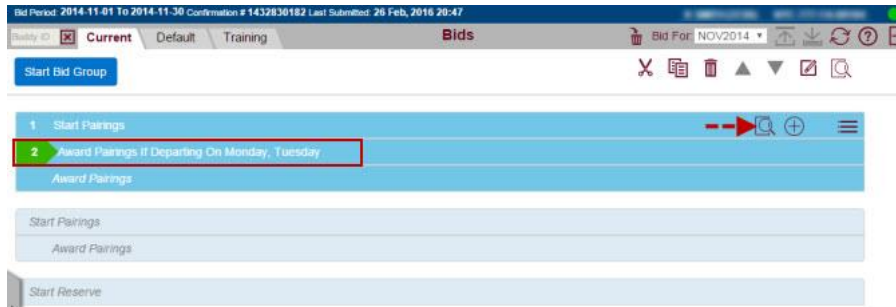 Bid Period: 2014-11-01 To 2014-11-30 Confirmation # 1432830182 Last Submitted: 26 Feb, 2016 20:47
Buddy ID Current Default Training Bids Bid For NOV2014
Start Bid Group
1 Start Pairings
2 Award Pairings If Departing On Monday, Tuesday
Award Pairings
Start Pairings
Award Pairings
Start Reserve